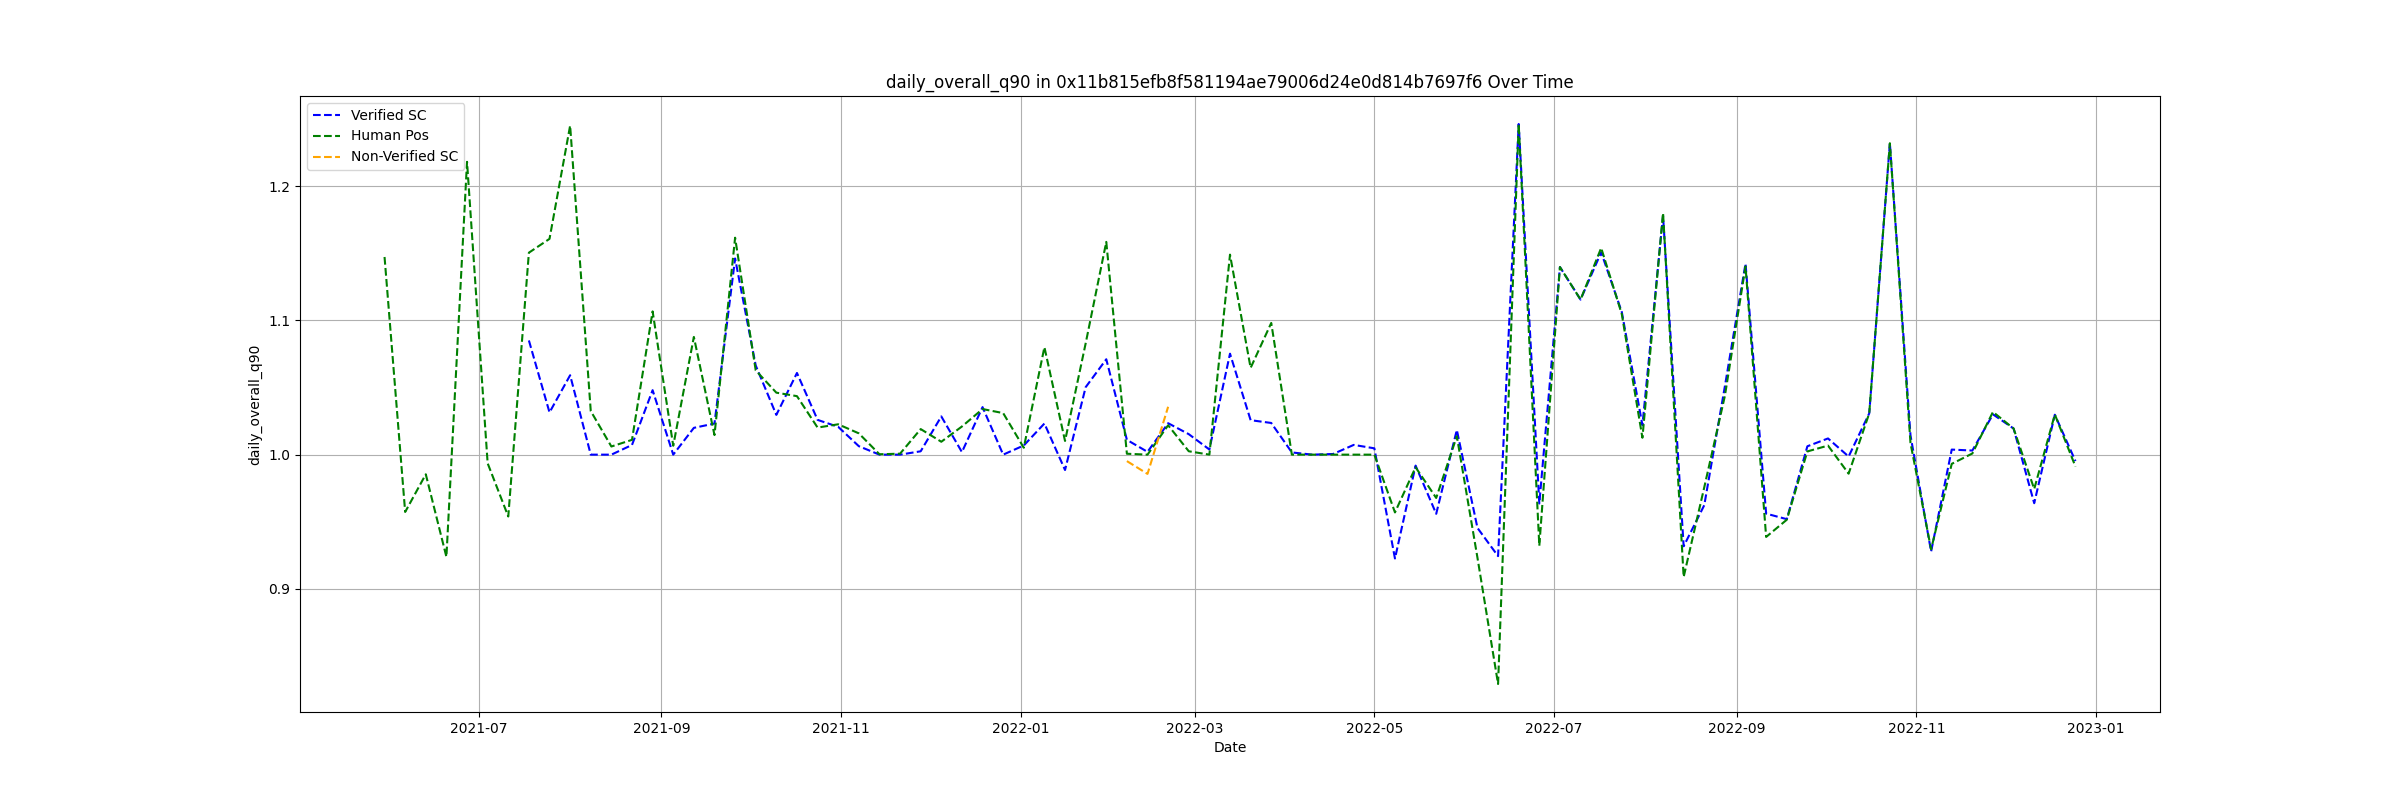 daily_overall_q90 in 0x11b815efb8f581194ae79006d24e0d814b7697f6 Over Time
Verified SC
Human Pos
Non-Verified SC
daily_overall_q90
1.2
1.1
1.0
0.9
2021-07 2021-09 2021-11 2022-01 2022-03 2022-05 2022-07 2022-09 2022-11 2023-01
Date